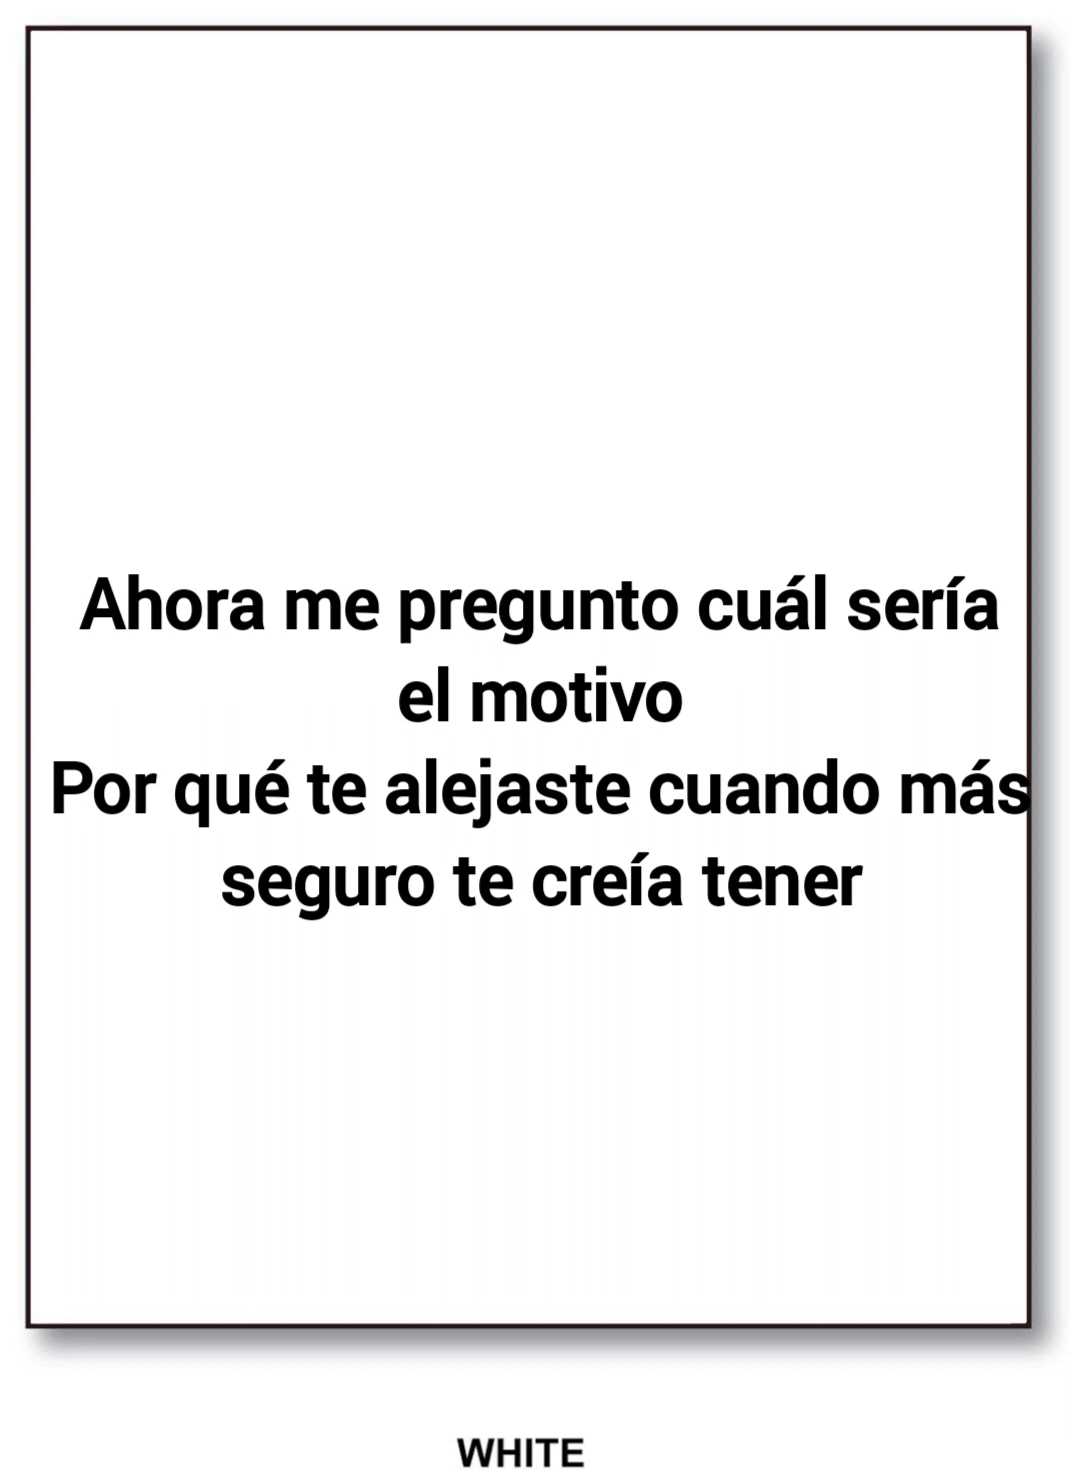 Ahora me pregunto cuál sería
el motivo
Por qué te alejaste cuando más
seguro te creía tener
WHITE